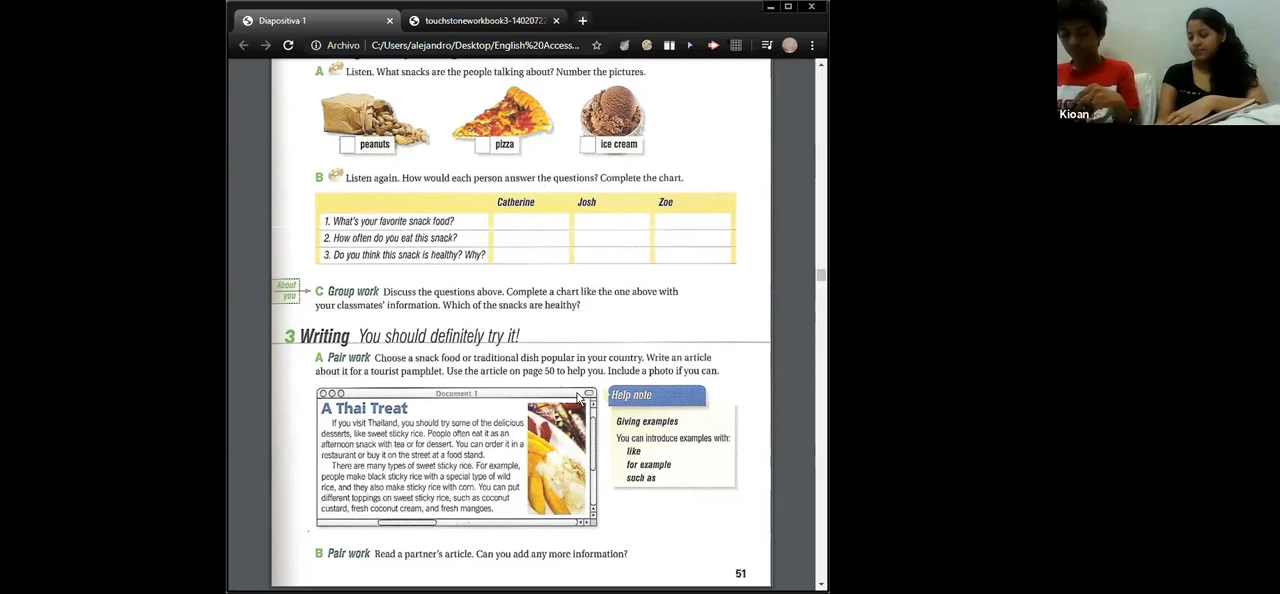 Diapositiva 1
touchstoneworkbook3-1402072
Archivo
C:/Users/alejandro/Desktop/English%20Access...
Kioan
A Listen. What snacks are the people talking about? Number the pictures.
peanuts
pizza
ice cream
B Listen again. How would each person answer the questions? Complete the chart.
Catherine Josh Zoe
1. What's your favorite snack food?
2. How often do you eat this snack?
3. Do you think this snack is healthy? Why?
About you
C Group work Discuss the questions above. Complete a chart like the one above with
your classmates' information. Which of the snacks are healthy?
3 Writing You should definitely try it!
A Pair work Choose a snack food or traditional dish popular in your country. Write an article
about it for a tourist pamphlet. Use the article on page 50 to help you. Include a photo if you can.
Document 1
A Thai Treat
If you visit Thailand, you should try some of the delicious
desserts, like sweet sticky rice. People often eat it as an
afternoon snack with tea or for dessert. You can order it in a
restaurant or buy it on the street at a food stand.
There are many types of sweet sticky rice. For example,
people make black sticky rice with a special type of wild
rice, and they also make sticky rice with corn. You can put
different toppings on sweet sticky rice, such as coconut
custard, fresh coconut cream, and fresh mangoes.
Help note
Giving examples
You can introduce examples with:
like
for example
such as
B Pair work Read a partner's article. Can you add any more information?
51